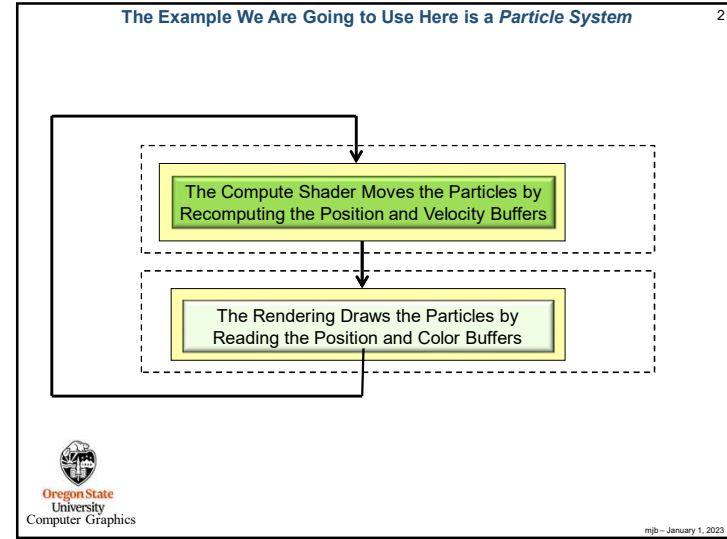 The Example We Are Going to Use Here is a Particle System
2
The Compute Shader Moves the Particles by
Recomputing the Position and Velocity Buffers
The Rendering Draws the Particles by
Reading the Position and Color Buffers
Oregon State
University
Computer Graphics
mjb – January 1, 2023